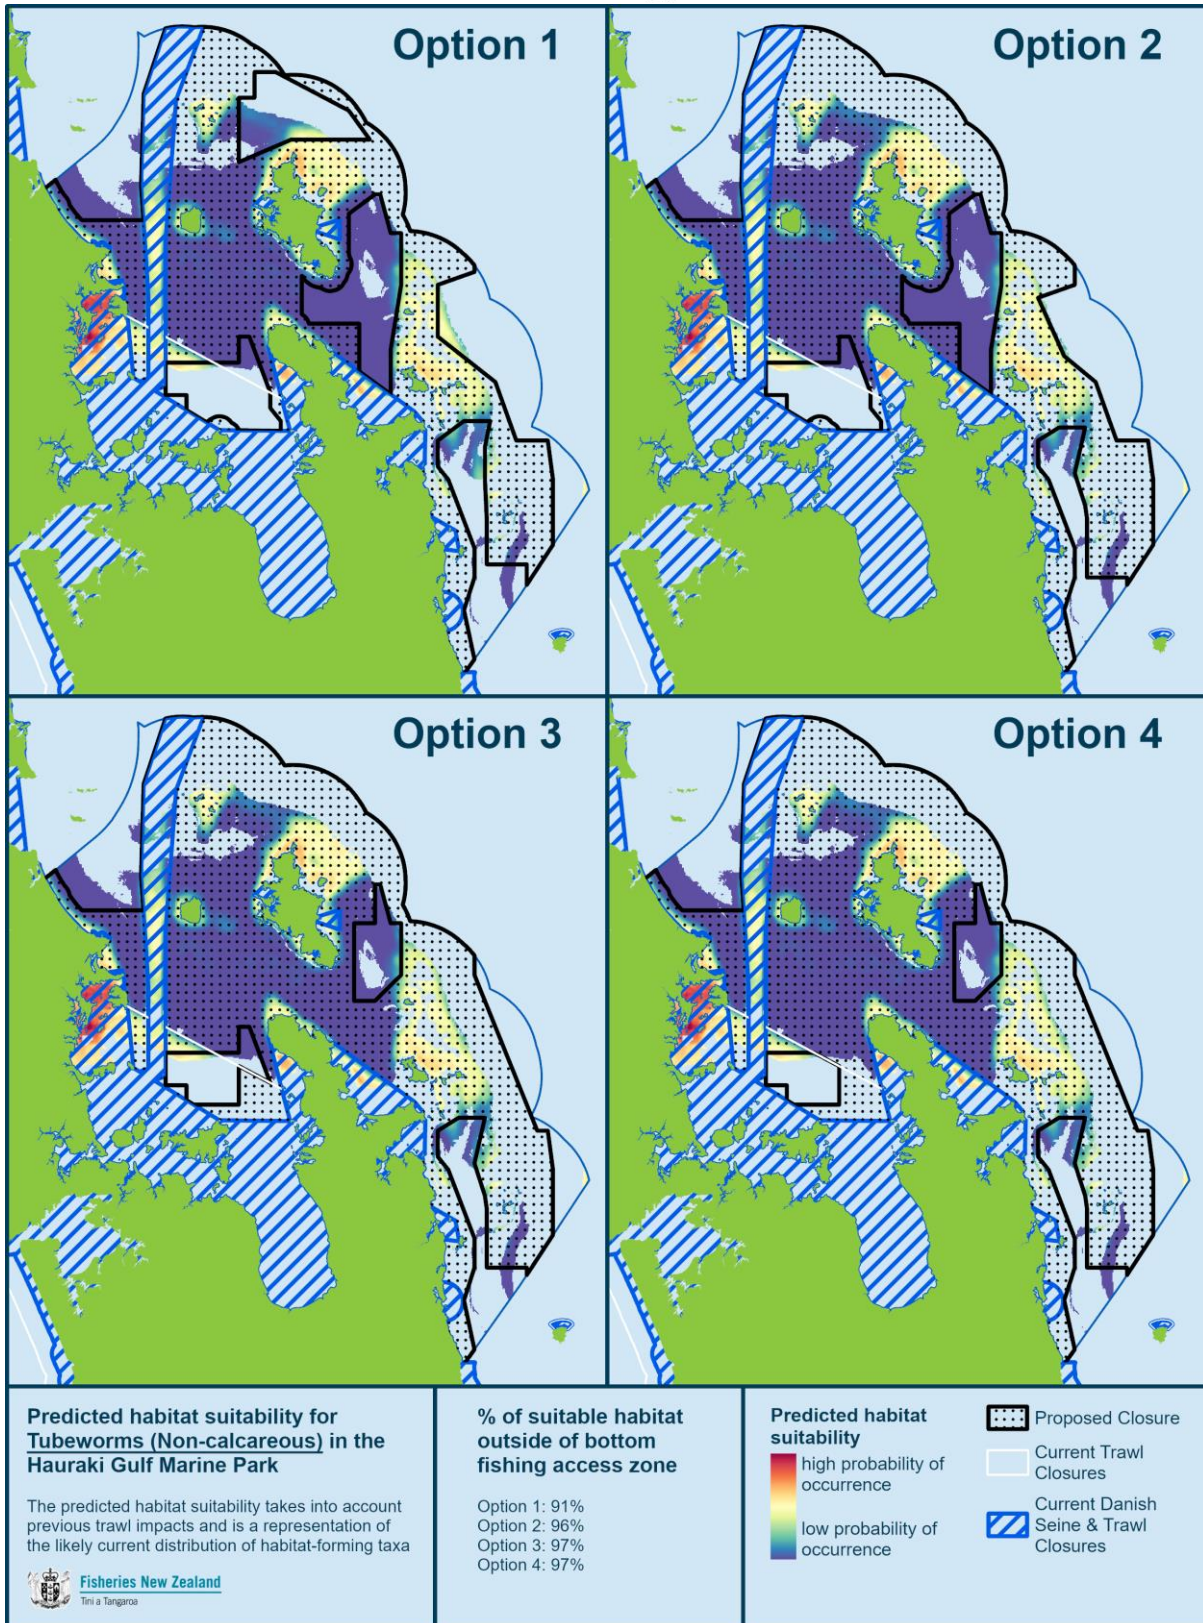 Option 1
Option 2
Option 3
Option 4
Predicted habitat suitability for
Tubeworms (Non-calcareous) in the
Hauraki Gulf Marine Park
The predicted habitat suitability takes into account
previous trawl impacts and is a representation of
the likely current distribution of habitat-forming taxa
Fisheries New Zealand
Tini a Tangaroa
% of suitable habitat
outside of bottom
fishing access zone
Option 1: 91%
Option 2: 96%
Option 3: 97%
Option 4: 97%
Predicted habitat
suitability
high probability of
occurrence
low probability of
occurrence
Proposed Closure
Current Trawl
Closures
Current Danish
Seine & Trawl
Closures